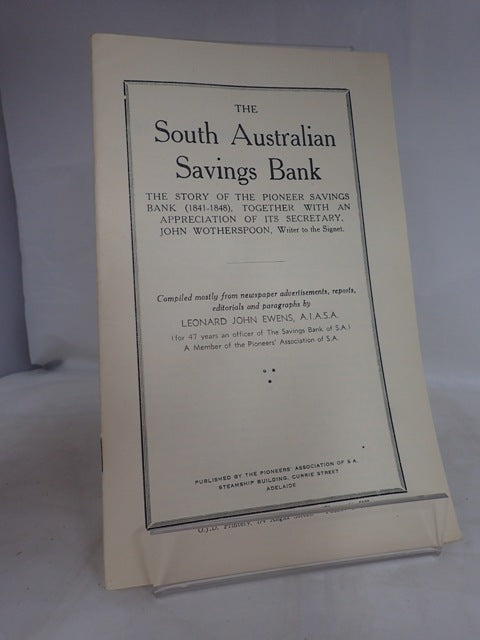 THE
South Australian
Savings Bank
THE STORY OF THE PIONEER SAVINGS
BANK (1841-1848), TOGETHER WITH AN
APPRECIATION OF ITS SECRETARY,
JOHN WOTHERSPOON, Writer to the Signet.
Compiled mostly from newspaper advertisements, reports,
editorials and paragraphs by
LEONARD JOHN EWENS, A.I.A.S.A.
(for 47 years an officer of The Savings Bank of S.A.)
A Member of the Pioneers' Association of S.A.
PUBLISHED BY THE PIONEERS' ASSOCIATION OF S.A.
STEAMSHIP BUILDING, CURRIE STREET
ADELAIDE